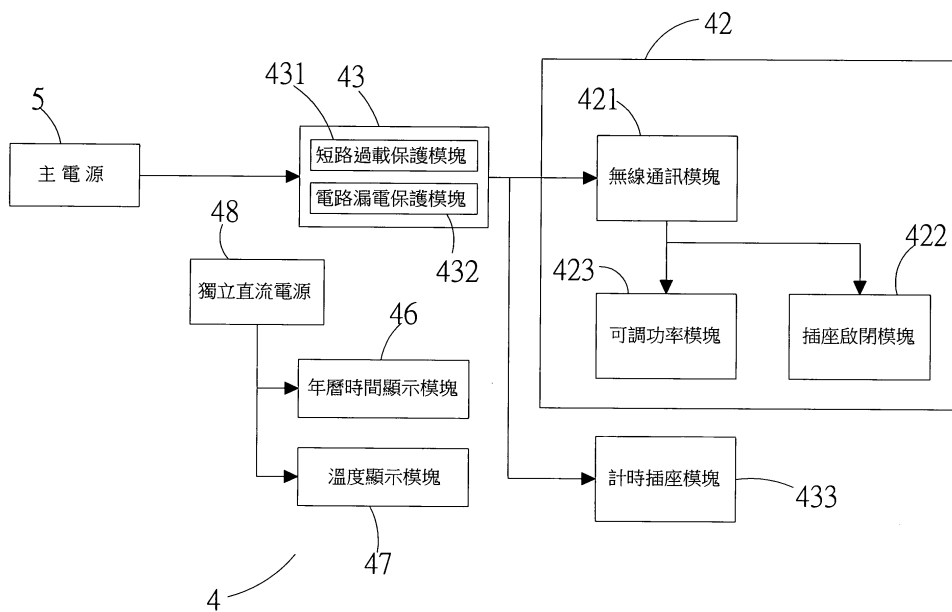 42
431
43
421
5
短路過載保護模塊
主電源
無線通訊模塊
電路漏電保護模塊
48
432
422
423
獨立直流電源
46
可調功率模塊
插座啟閉模塊
年曆時間顯示模塊
溫度顯示模塊
計時插座模塊
433
47
4